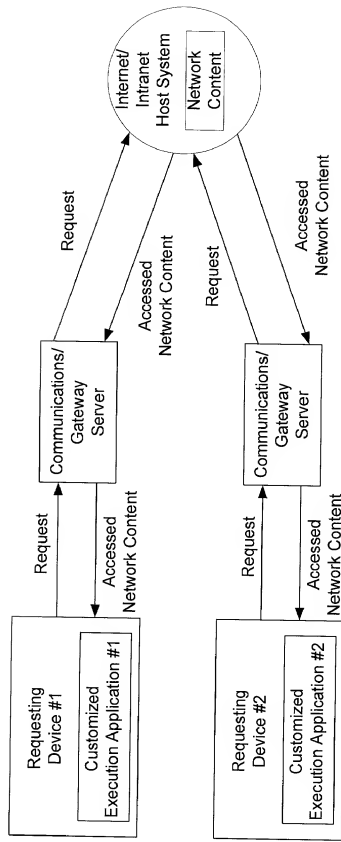 Requesting
Device #1
Customized
Execution Application #1
Request
Accessed
Network Content
Communications/
Gateway
Server
Request
Accessed
Network Content
Internet/
Intranet
Host System
Network
Content
Requesting
Device #2
Customized
Execution Application #2
Request
Accessed
Network Content
Communications/
Gateway
Server
Request
Accessed
Network Content